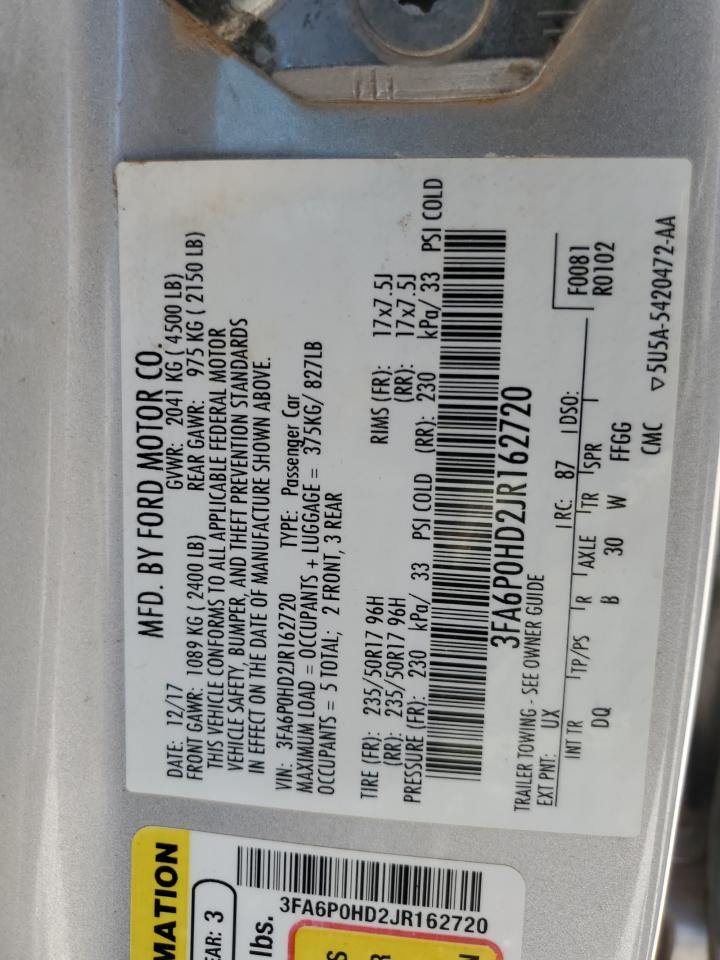 MFD. BY FORD MOTOR CO.
DATE: 12/17 GVWR: 2041 KG ( 4500 LB)
FRONT GAWR: 1089 KG ( 2400 LB) REAR GAWR: 975 KG ( 2150 LB)
THIS VEHICLE CONFORMS TO ALL APPLICABLE FEDERAL MOTOR
VEHICLE SAFETY, BUMPER, AND THEFT PREVENTION STANDARDS
IN EFFECT ON THE DATE OF MANUFACTURE SHOWN ABOVE.
VIN: 3FA6P0HD2JR162720 TYPE: Passenger Car
MAXIMUM LOAD = OCCUPANTS + LUGGAGE = 375KG/ 827LB
OCCUPANTS = 5 TOTAL; 2 FRONT, 3 REAR
TIRE (FR): 235/50R17 96H RIMS (FR): 17x7.5J
(RR): 235/50R17 96H (RR): 17x7.5J
PRESSURE (FR): 230 kPa/ 33 PSI COLD (RR): 230 kPa/ 33 PSI COLD
3FA6P0HD2JR162720
TRAILER TOWING - SEE OWNER GUIDE
EXT PNT: UX RC: 87 DSO:
INT TR TP/PS R AXLE TR SPR
F0081
R0102
DQ B 30 W FFGG
CMC ▽5U5A-5420472-AA
MATION
EAR: 3
lbs.
3FA6P0HD2JR162720